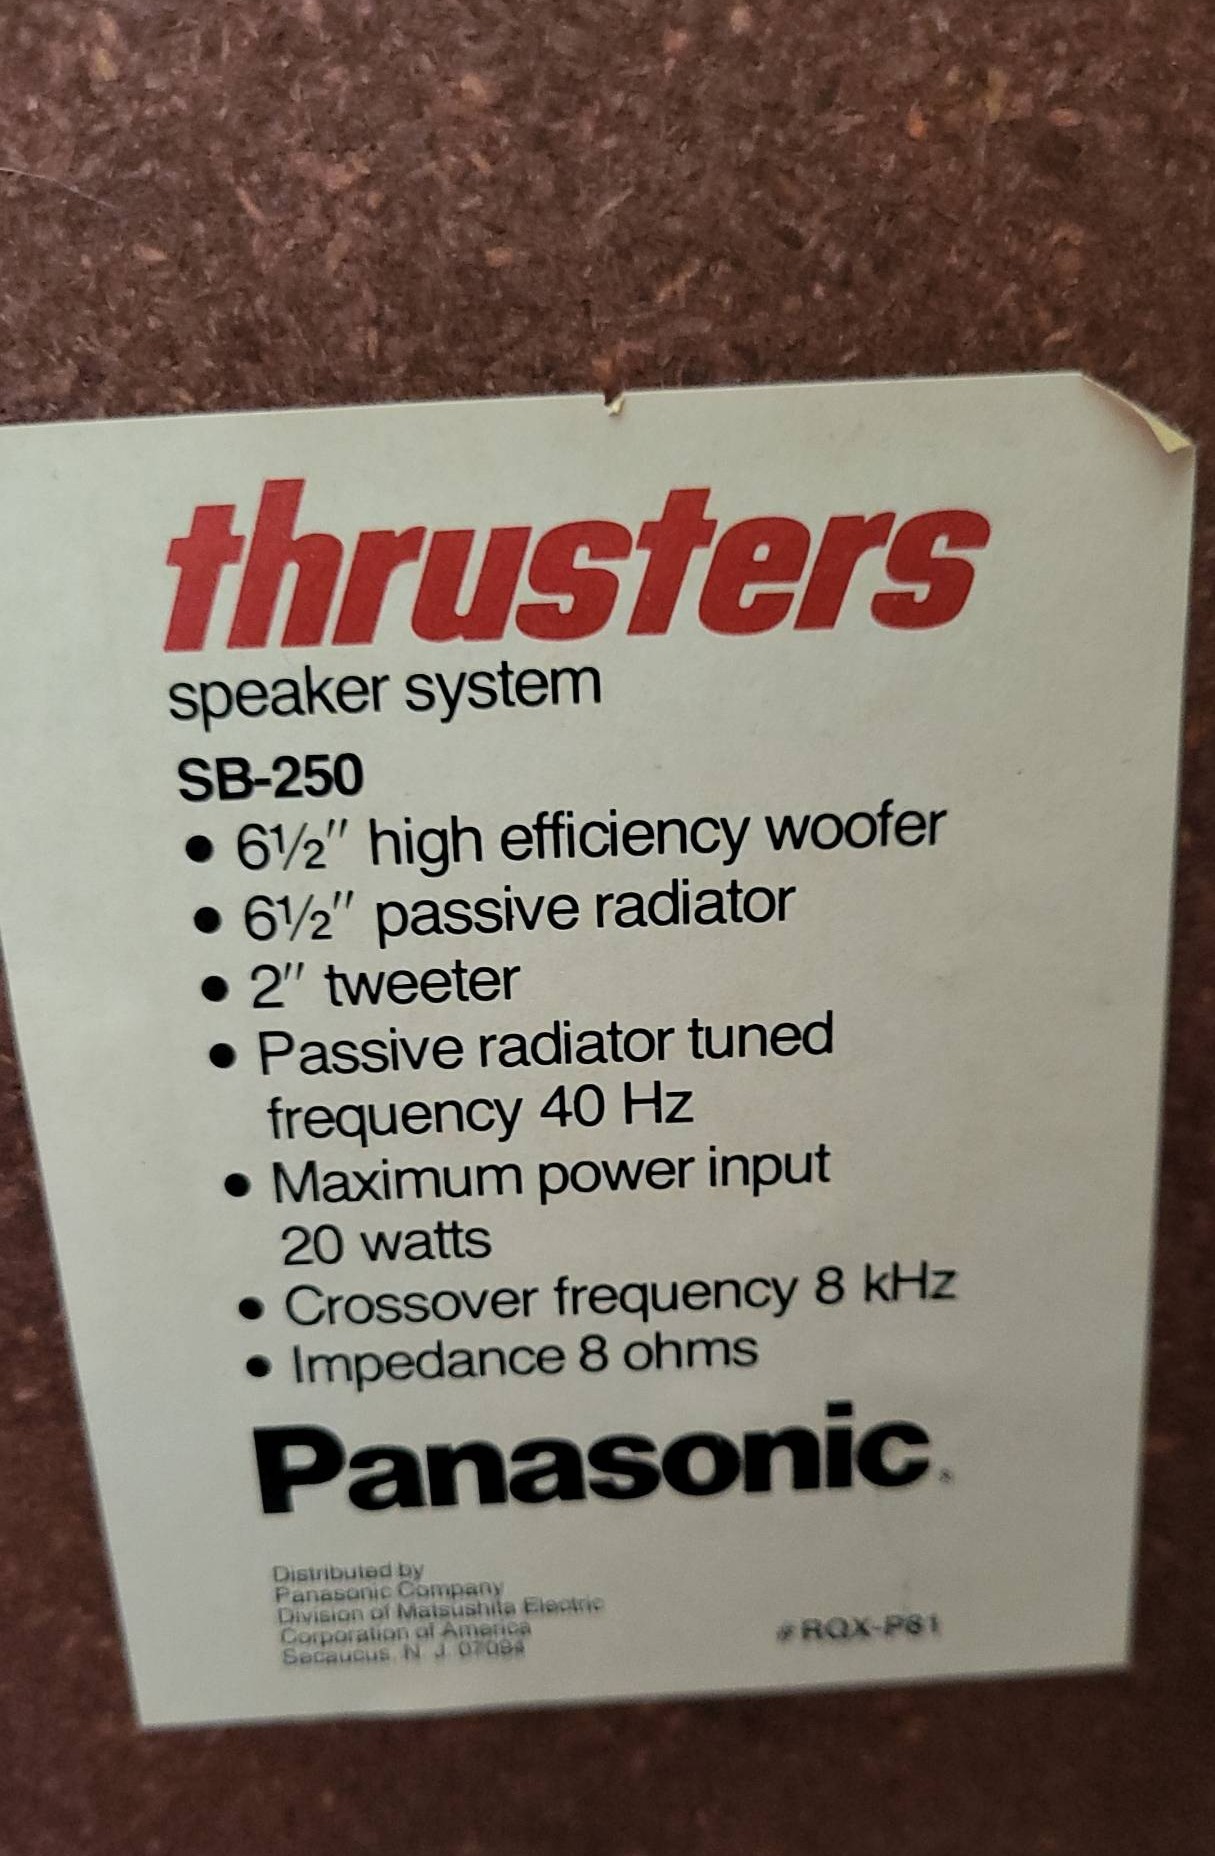 thrusters
speaker system
SB-250
• 6½″ high efficiency woofer
• 6½″ passive radiator
• 2″ tweeter
• Passive radiator tuned
frequency 40 Hz
• Maximum power input
20 watts
• Crossover frequency 8 kHz
• Impedance 8 ohms
Panasonic®
Distributed by
Panasonic Company
Division of Matsushita Electric
Corporation of America
Secaucus, N. J. 07094
#RQX-P61